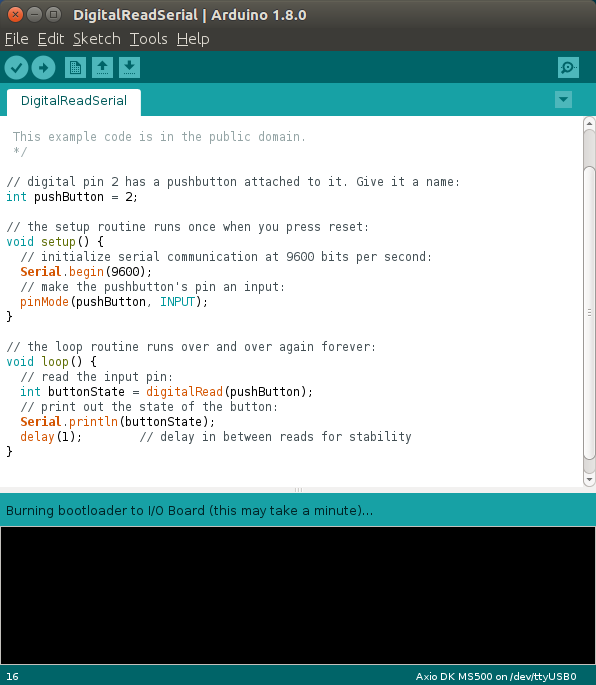 DigitalReadSerial | Arduino 1.8.0
File Edit Sketch Tools Help
DigitalReadSerial
This example code is in the public domain.
*/
// digital pin 2 has a pushbutton attached to it. Give it a name:
int pushButton = 2;
// the setup routine runs once when you press reset:
void setup() {
// initialize serial communication at 9600 bits per second:
Serial.begin(9600);
// make the pushbutton's pin an input:
pinMode(pushButton, INPUT);
}
// the loop routine runs over and over again forever:
void loop() {
// read the input pin:
int buttonState = digitalRead(pushButton);
// print out the state of the button:
Serial.println(buttonState);
delay(1);        // delay in between reads for stability
}
Burning bootloader to I/O Board (this may take a minute)...
16
Axio DK MS500 on /dev/ttyUSB0